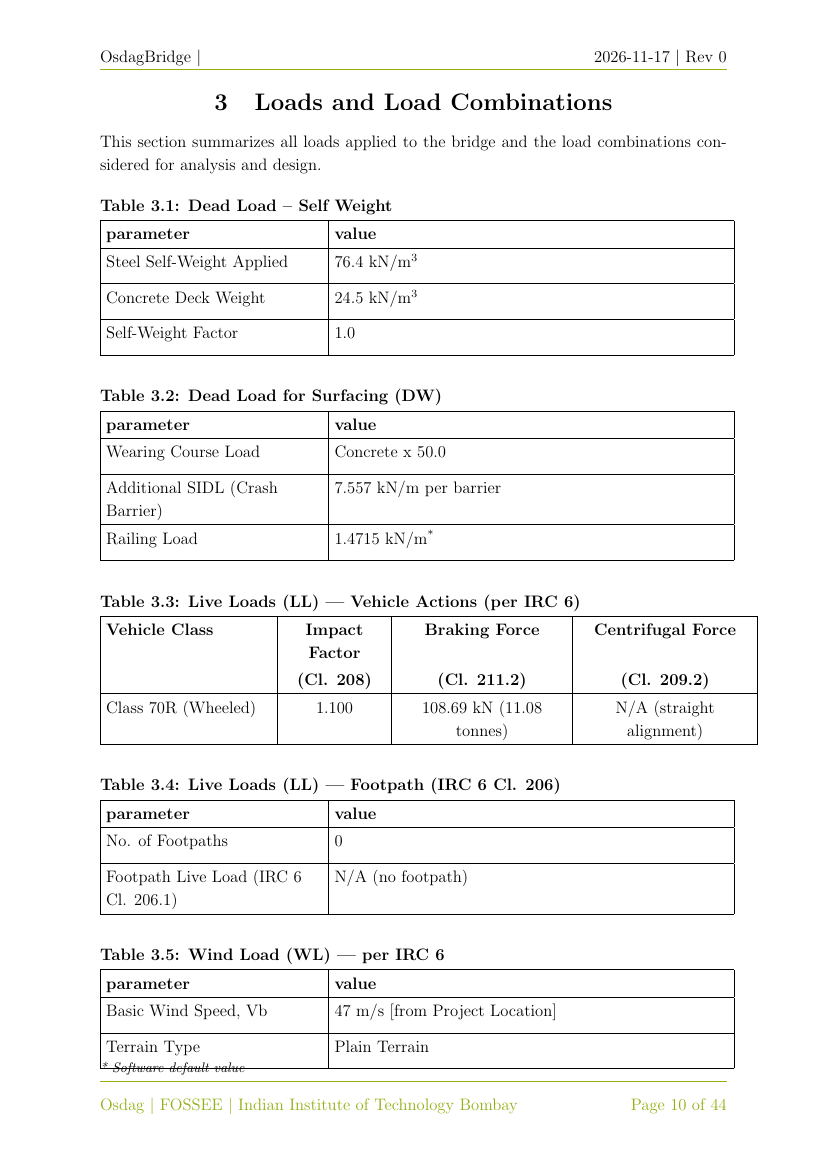 OsdagBridge |
2026-11-17 | Rev 0
3 Loads and Load Combinations
This section summarizes all loads applied to the bridge and the load combinations con-
sidered for analysis and design.
Table 3.1: Dead Load – Self Weight
parameter value
Steel Self-Weight Applied 76.4 kN/m³
Concrete Deck Weight 24.5 kN/m³
Self-Weight Factor 1.0
Table 3.2: Dead Load for Surfacing (DW)
parameter value
Wearing Course Load Concrete x 50.0
Additional SIDL (Crash 7.557 kN/m per barrier
Barrier)
Railing Load 1.4715 kN/m*
Table 3.3: Live Loads (LL) — Vehicle Actions (per IRC 6)
Vehicle Class Impact Braking Force Centrifugal Force
Factor
(Cl. 208) (Cl. 211.2) (Cl. 209.2)
Class 70R (Wheeled) 1.100 108.69 kN (11.08 N/A (straight
tonnes) alignment)
Table 3.4: Live Loads (LL) — Footpath (IRC 6 Cl. 206)
parameter value
No. of Footpaths 0
Footpath Live Load (IRC 6 N/A (no footpath)
Cl. 206.1)
Table 3.5: Wind Load (WL) — per IRC 6
parameter value
Basic Wind Speed, Vb 47 m/s [from Project Location]
Terrain Type Plain Terrain
* Software default value
Osdag | FOSSEE | Indian Institute of Technology Bombay
Page 10 of 44